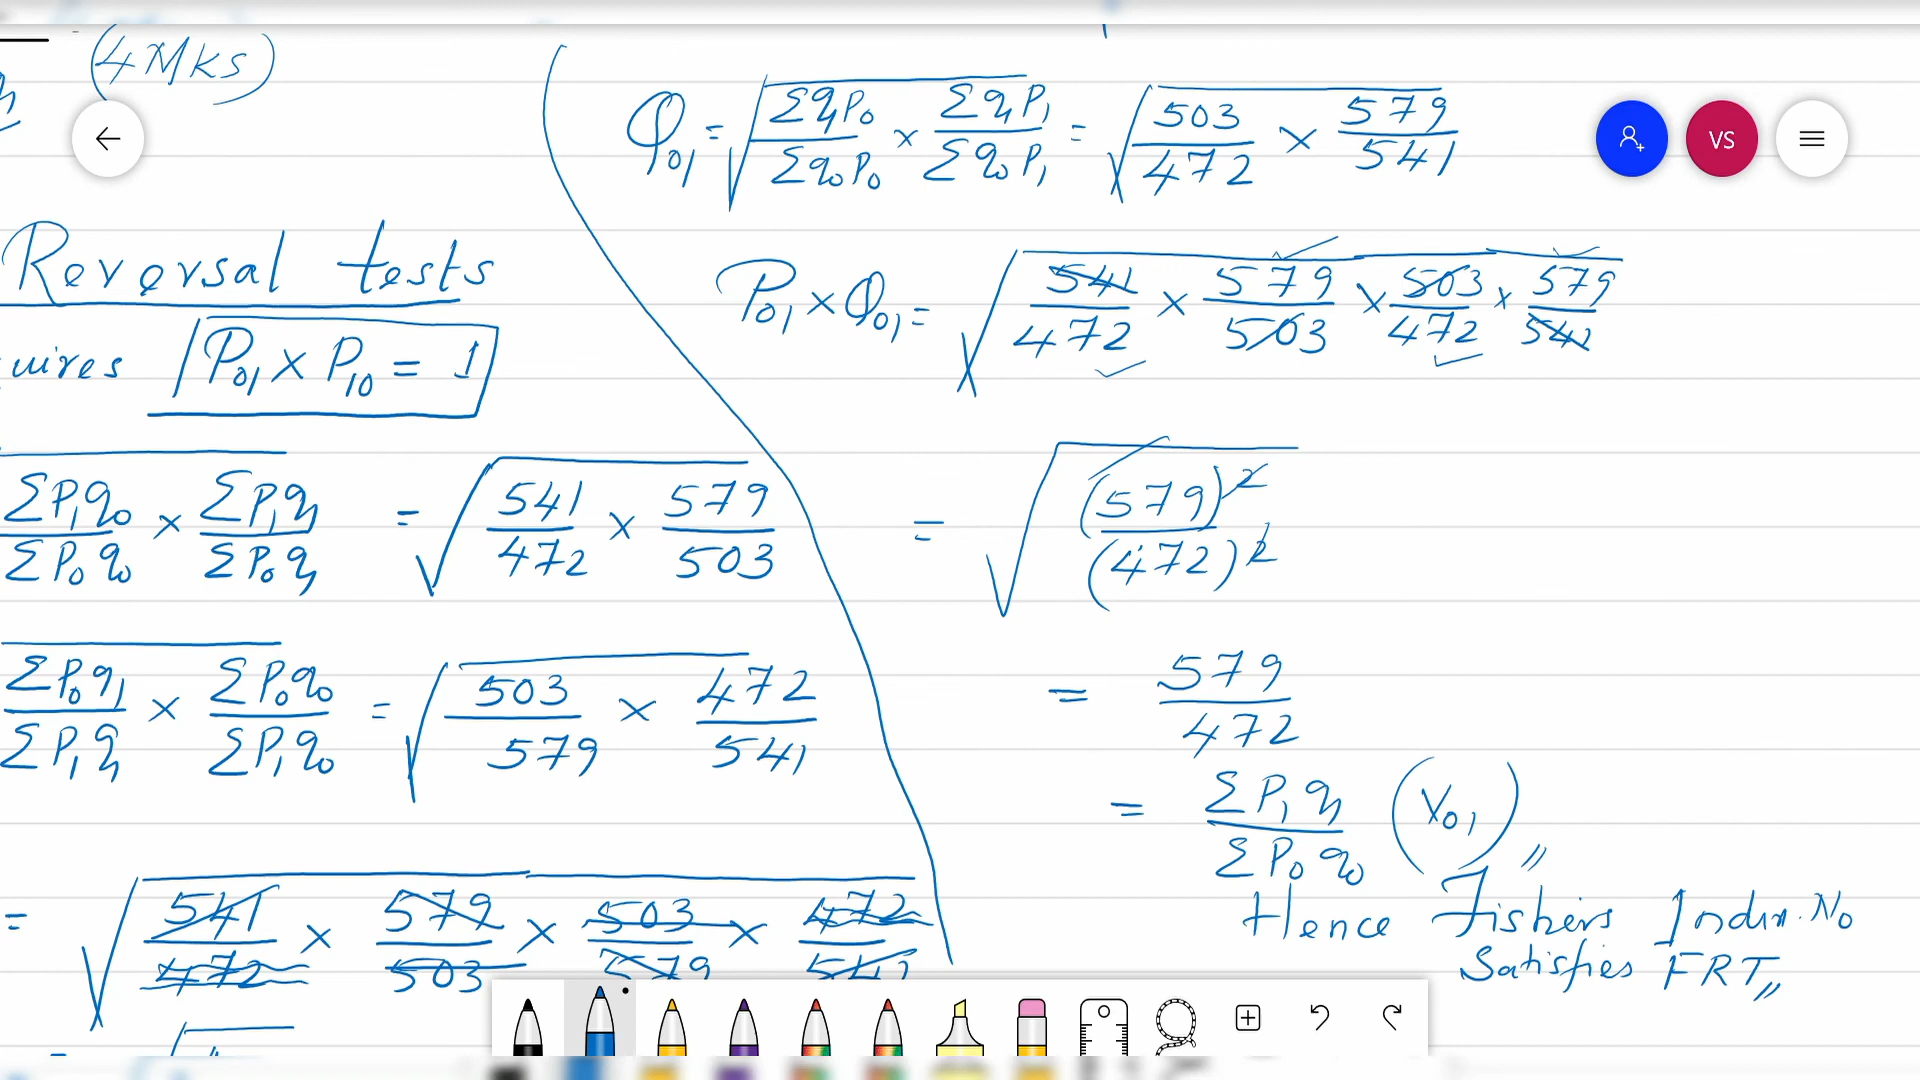 (4 Mks)
Reversal tests
uires P₀₁ × P₁₀ = 1
ΣP₁q₀/ΣP₀q₀ × ΣP₁q₁/ΣP₀q₁ = √(541/472 × 579/503)
ΣP₀q₁/ΣP₁q₁ × ΣP₀q₀/ΣP₁q₀ = √(503/579 × 472/541)
= √(541/472 × 579/503 × 503/579 × 472/541)
Q₀₁ = √(Σq₁P₀/Σq₀P₀ × Σq₁P₁/Σq₀P₁) = √(503/472 × 579/541)
P₀₁ × Q₀₁ = √(541/472 × 579/503 × 503/472 × 579/541)
= √((579)²/(472)²)
= 579/472
= ΣP₁q₁/ΣP₀q₀ (V₀₁)
Hence Fishers Index.No
Satisfies FRT
VS